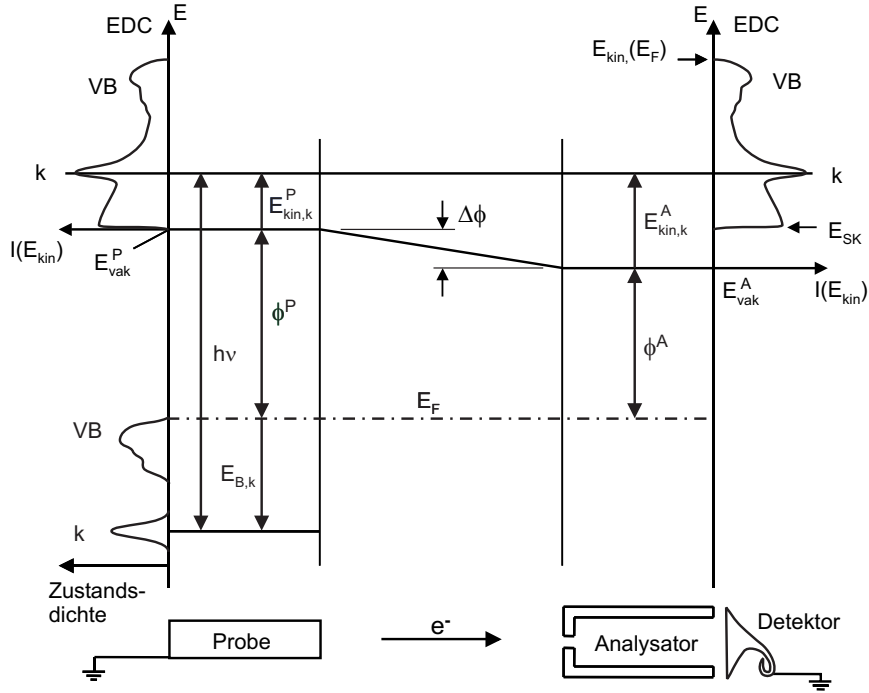 EDC E
E EDC
E_kin,(E_F)
VB
VB
k
k
E^P_kin,k
Δϕ
E^A_kin,k
E_SK
I(E_kin)
E^P_vak
E^A_vak
I(E_kin)
ϕ^P
hν
ϕ^A
E_F
VB
E_B,k
k
Zustands-
dichte
Probe
e^-
Analysator
Detektor